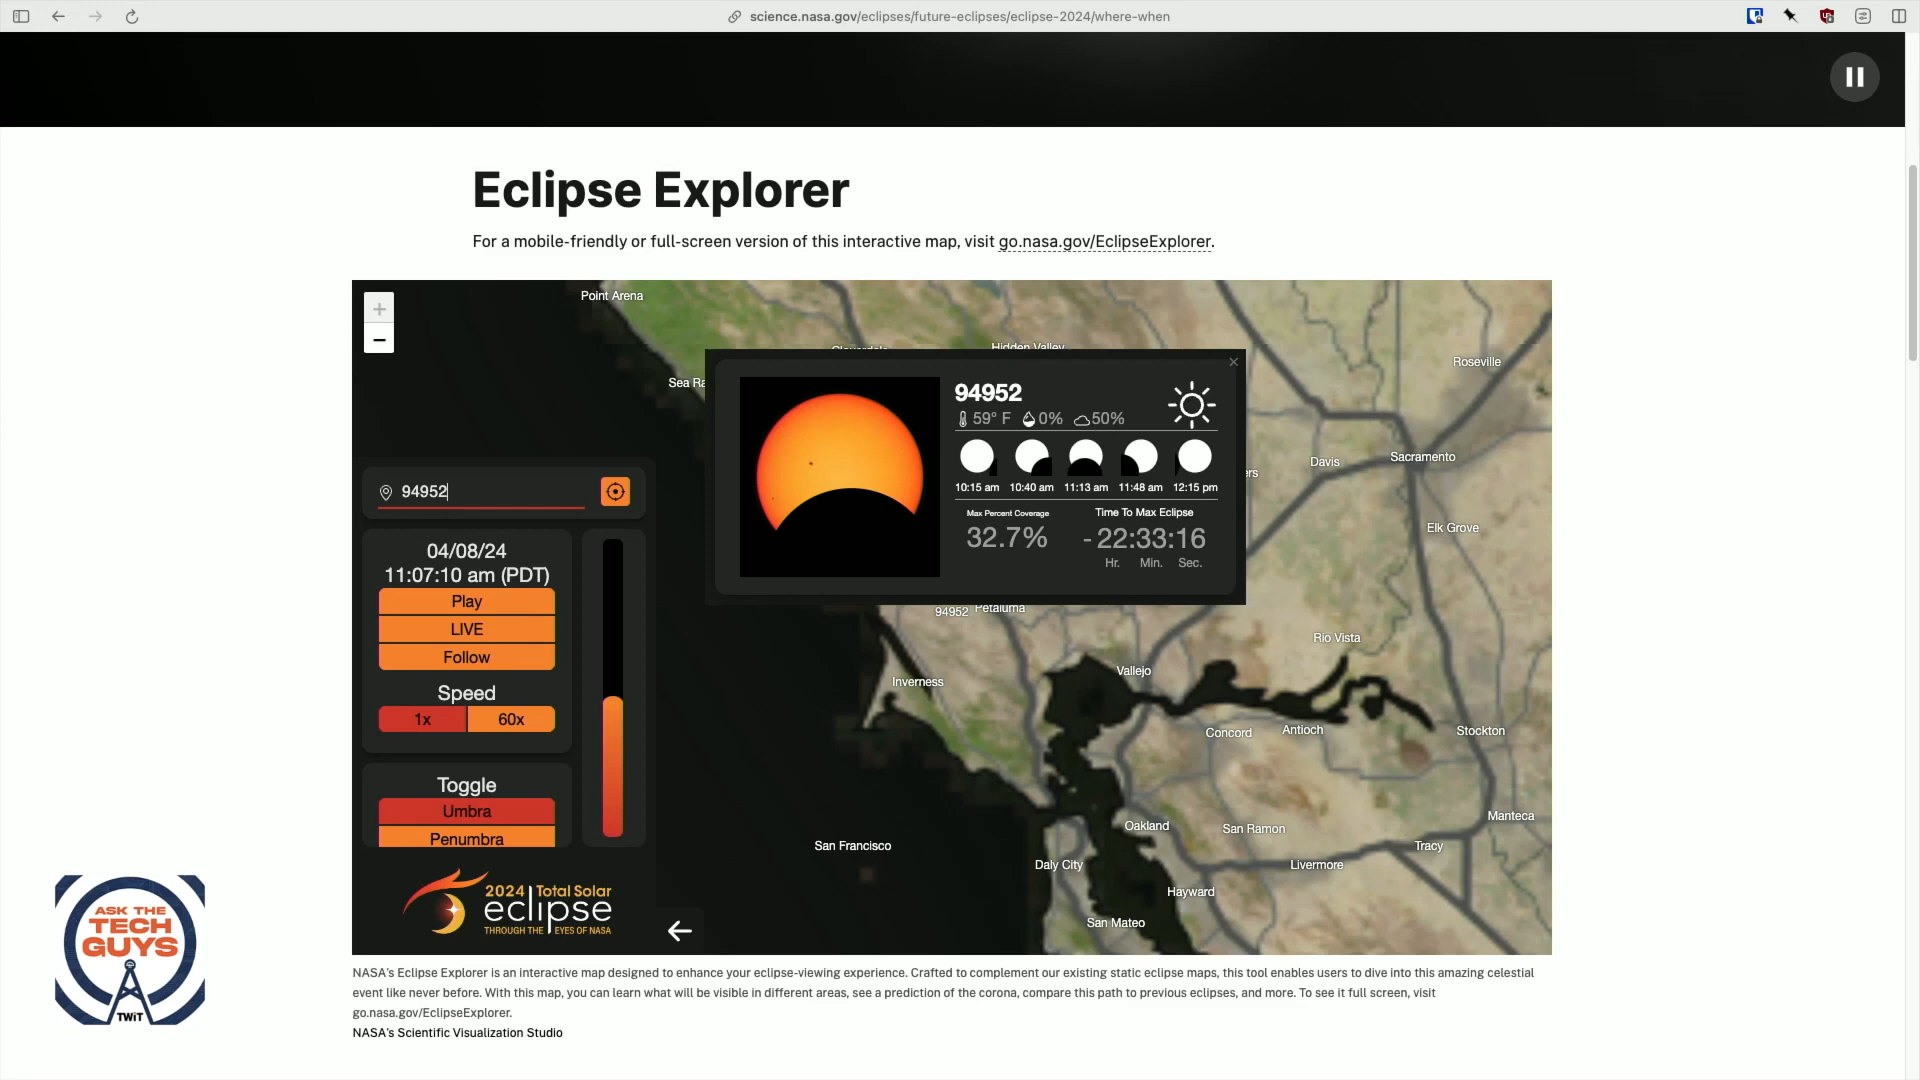 science.nasa.gov/eclipses/future-eclipses/eclipse-2024/where-when
Eclipse Explorer
For a mobile-friendly or full-screen version of this interactive map, visit go.nasa.gov/EclipseExplorer.
Point Arena
Hidden Valley
Roseville
Sea Ra
94952
59° F 0% 50%
10:15 am 10:40 am 11:13 am 11:48 am 12:15 pm
Max Percent Coverage
Time To Max Eclipse
32.7%
- 22:33:16
Hr. Min. Sec.
ers
Davis
Sacramento
Elk Grove
94952
04/08/24
11:07:10 am (PDT)
Play
LIVE
Follow
Speed
1x 60x
Toggle
Umbra
Penumbra
94952
Petaluma
Rio Vista
Vallejo
Inverness
Concord
Antioch
Stockton
Manteca
Oakland
San Ramon
San Francisco
Tracy
Daly City
Livermore
Hayward
San Mateo
2024 Total Solar
eclipse
THROUGH THE EYES OF NASA
ASK THE
TECH
GUYS
TWiT
NASA's Eclipse Explorer is an interactive map designed to enhance your eclipse-viewing experience. Crafted to complement our existing static eclipse maps, this tool enables users to dive into this amazing celestial
event like never before. With this map, you can learn what will be visible in different areas, see a prediction of the corona, compare this path to previous eclipses, and more. To see it full screen, visit
go.nasa.gov/EclipseExplorer.
NASA's Scientific Visualization Studio